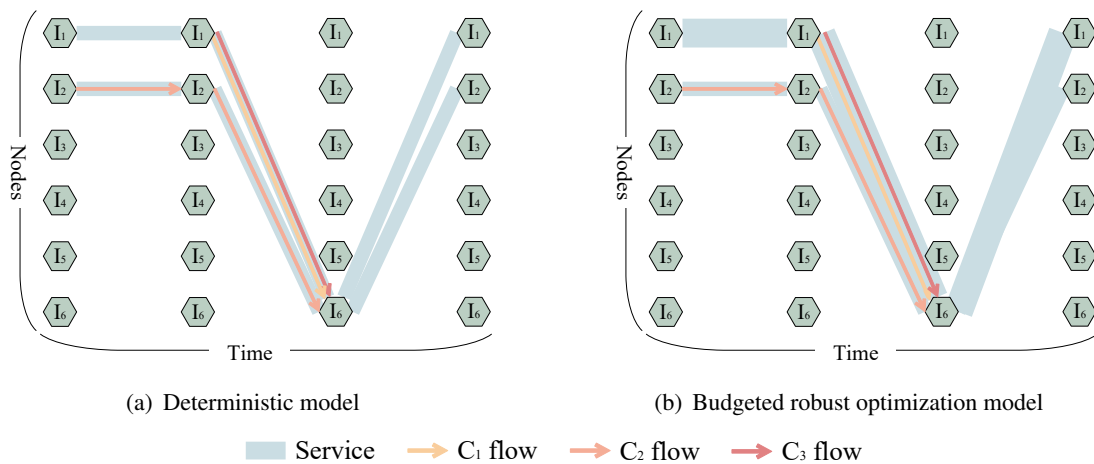 I₁ I₁ I₁ I₁ I₁ I₁ I₁ I₁
I₂ I₂ I₂ I₂ I₂ I₂ I₂ I₂
I₃ I₃ I₃ I₃ I₃ I₃ I₃ I₃
I₄ I₄ I₄ I₄ I₄ I₄ I₄ I₄
I₅ I₅ I₅ I₅ I₅ I₅ I₅ I₅
I₆ I₆ I₆ I₆ I₆ I₆ I₆ I₆
Nodes
Nodes
Time
Time
(a) Deterministic model
(b) Budgeted robust optimization model
Service C₁ flow C₂ flow C₃ flow